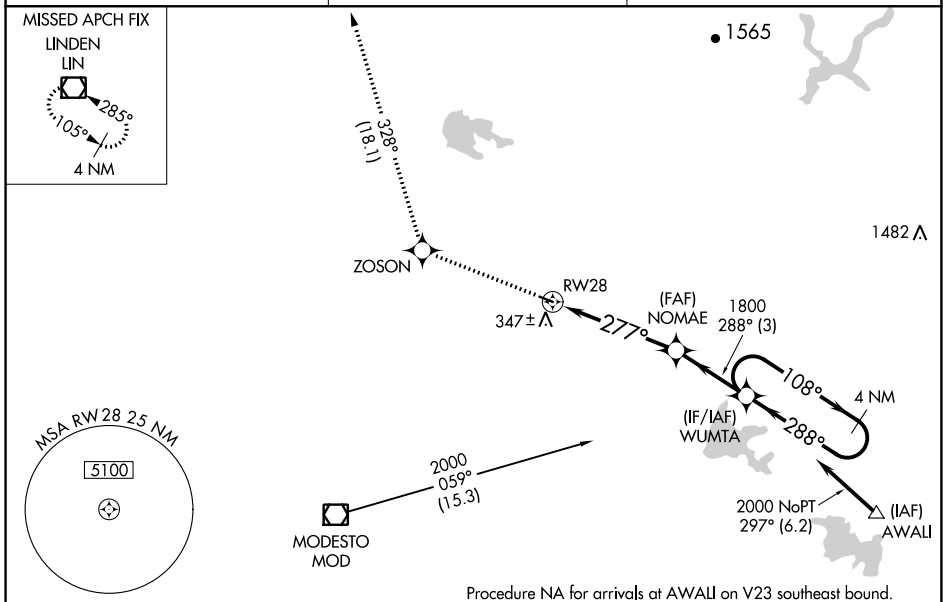 MISSED APCH FIX
LINDEN
LIN
285°
105°
4 NM
328°
(18.1)
1565
1482
ZOSON
RW28
347±
277°
(FAF)
NOMAE
1800
288° (3)
108°
4 NM
(IF/IAF)
WUMTA
288°
MSA RW 28 25 NM
5100
2000
059°
(15.3)
MODESTO
MOD
2000 NoPT
297° (6.2)
(IAF)
AWALI
Procedure NA for arrivals at AWALI on V23 southeast bound.